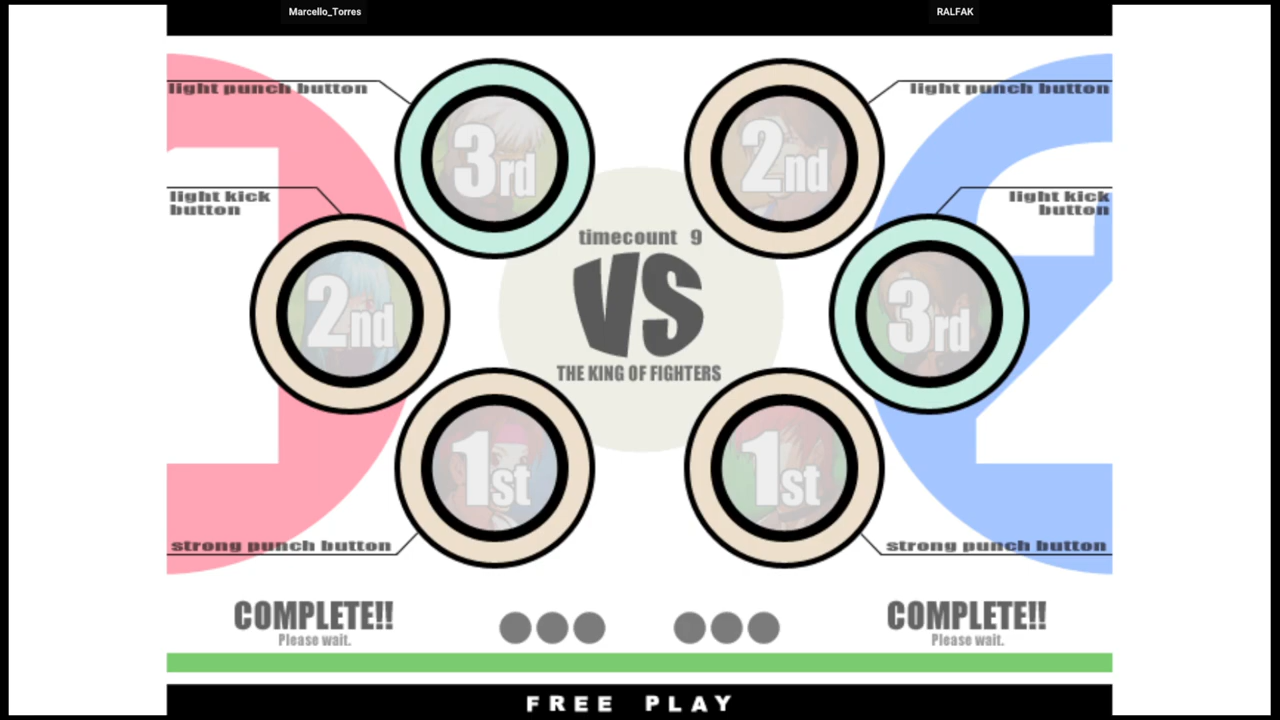 Marcello_Torres
RALFAK
light punch button
light punch button
3rd
2nd
light kick
button
light kick
button
timecount 9
VS
THE KING OF FIGHTERS
2nd
3rd
1st
1st
strong punch button
strong punch button
COMPLETE!!
Please wait.
COMPLETE!!
Please wait.
FREE PLAY